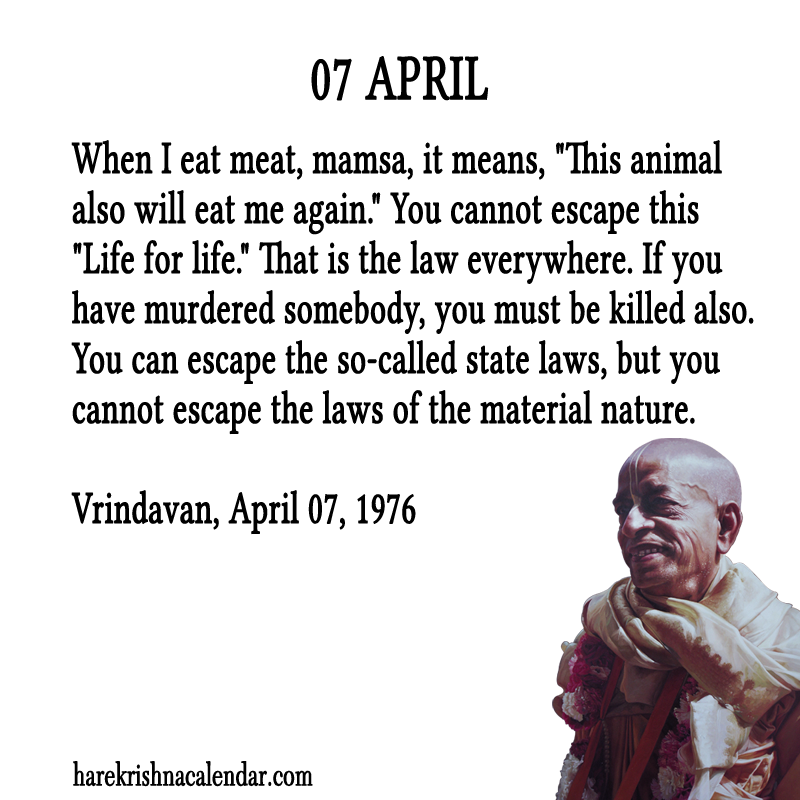 07 APRIL
When I eat meat, mamsa, it means, "This animal
also will eat me again." You cannot escape this
"Life for life." That is the law everywhere. If you
have murdered somebody, you must be killed also.
You can escape the so-called state laws, but you
cannot escape the laws of the material nature.
Vrindavan, April 07, 1976
harekrishnacalendar.com